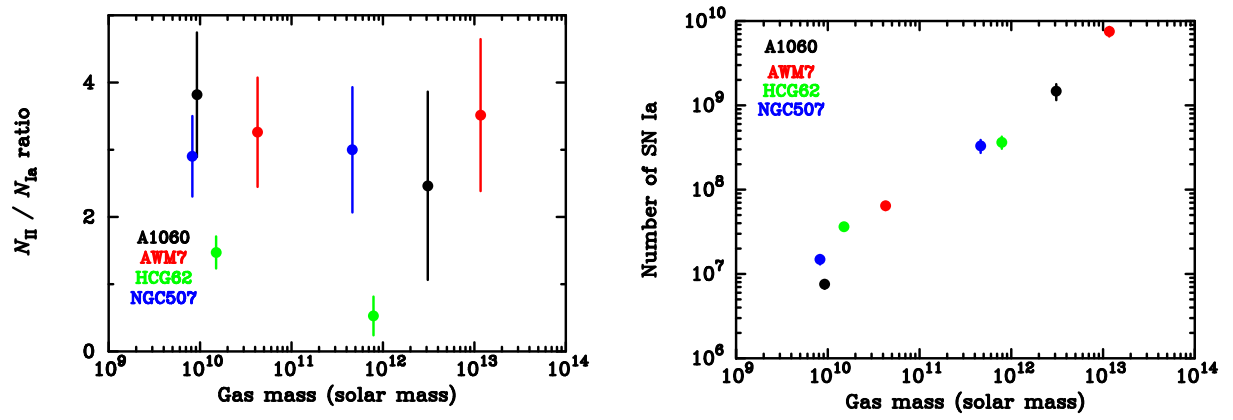 4
2
0
N_II / N_Ia ratio
A1060
AWM7
HCG62
NGC507
10^9 10^10 10^11 10^12 10^13 10^14
Gas mass (solar mass)
10^10
10^9
10^8
10^7
10^6
Number of SN Ia
A1060
AWM7
HCG62
NGC507
10^9 10^10 10^11 10^12 10^13 10^14
Gas mass (solar mass)